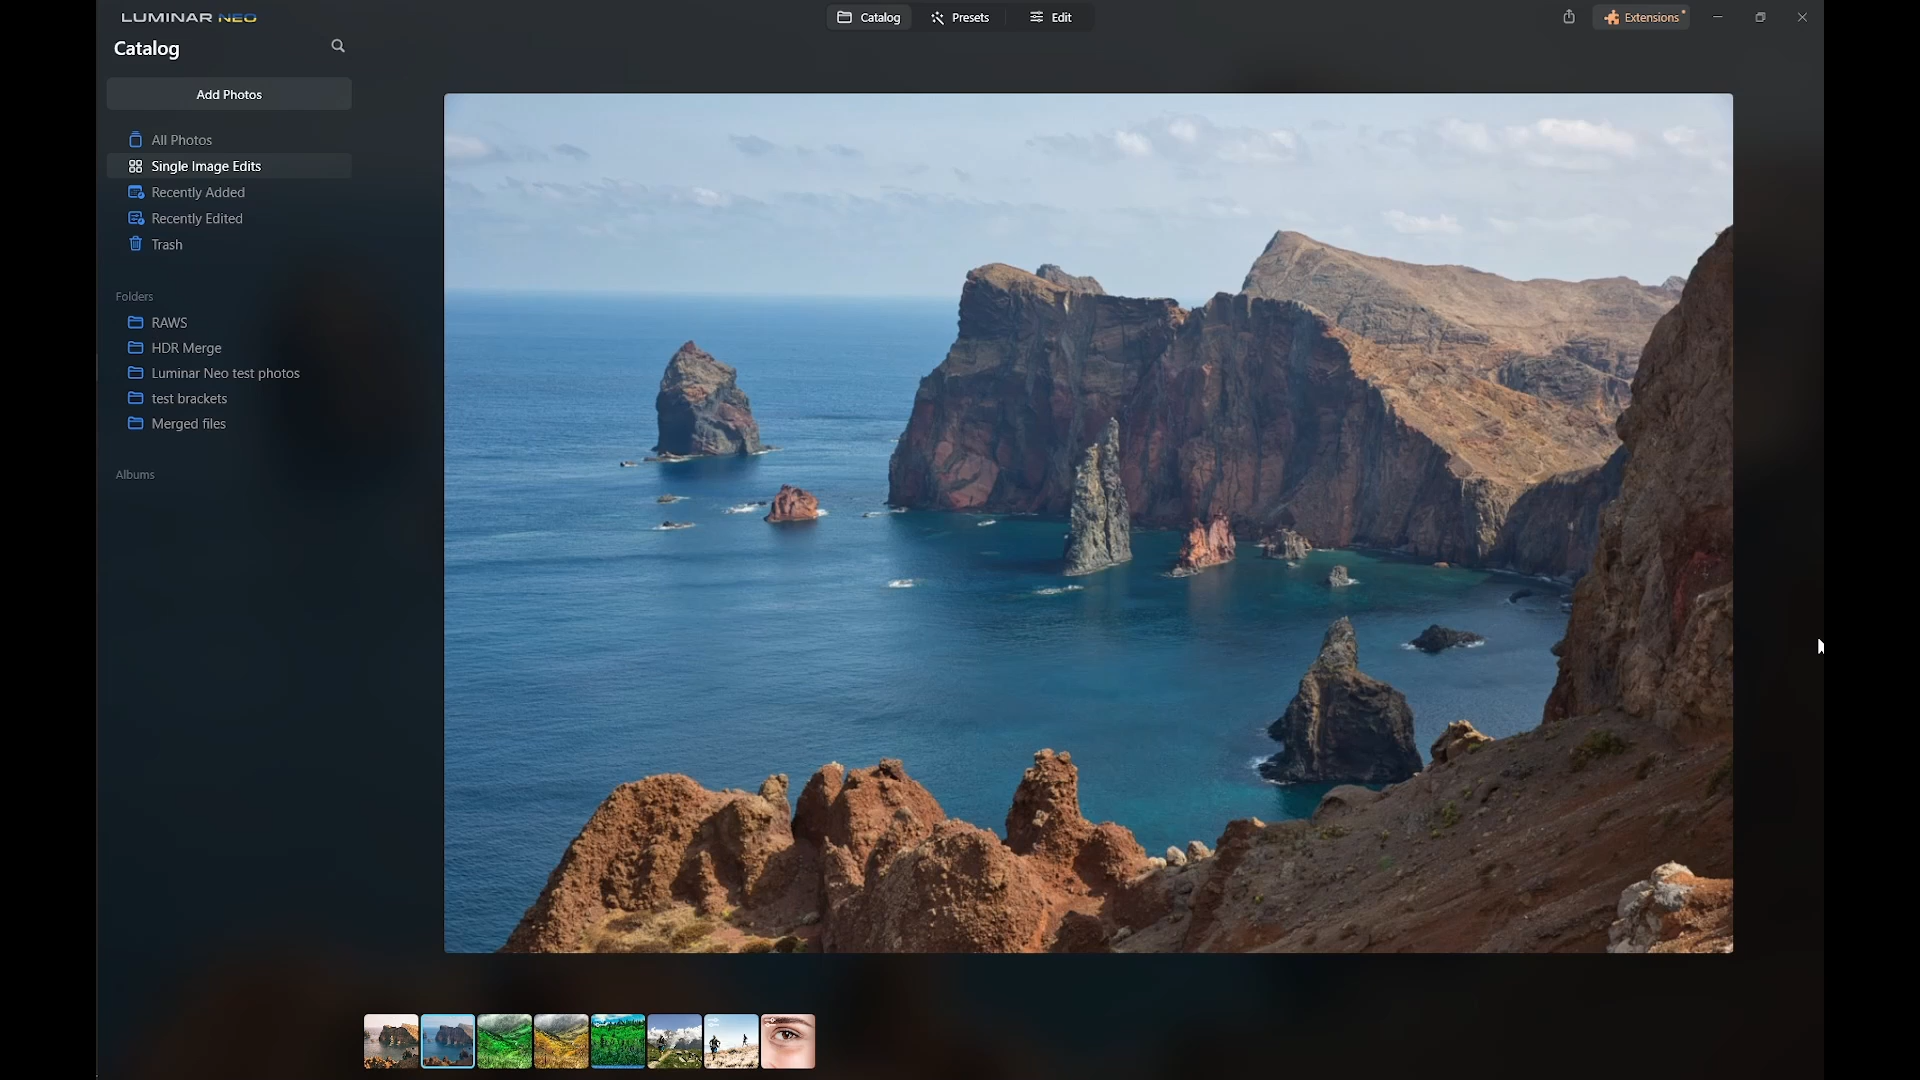 LUMINAR NEO
Catalog
Presets
Edit
Extensions
Catalog
Add Photos
All Photos
Single Image Edits
Recently Added
Recently Edited
Trash
Folders
RAWS
HDR Merge
Luminar Neo test photos
test brackets
Merged files
Albums